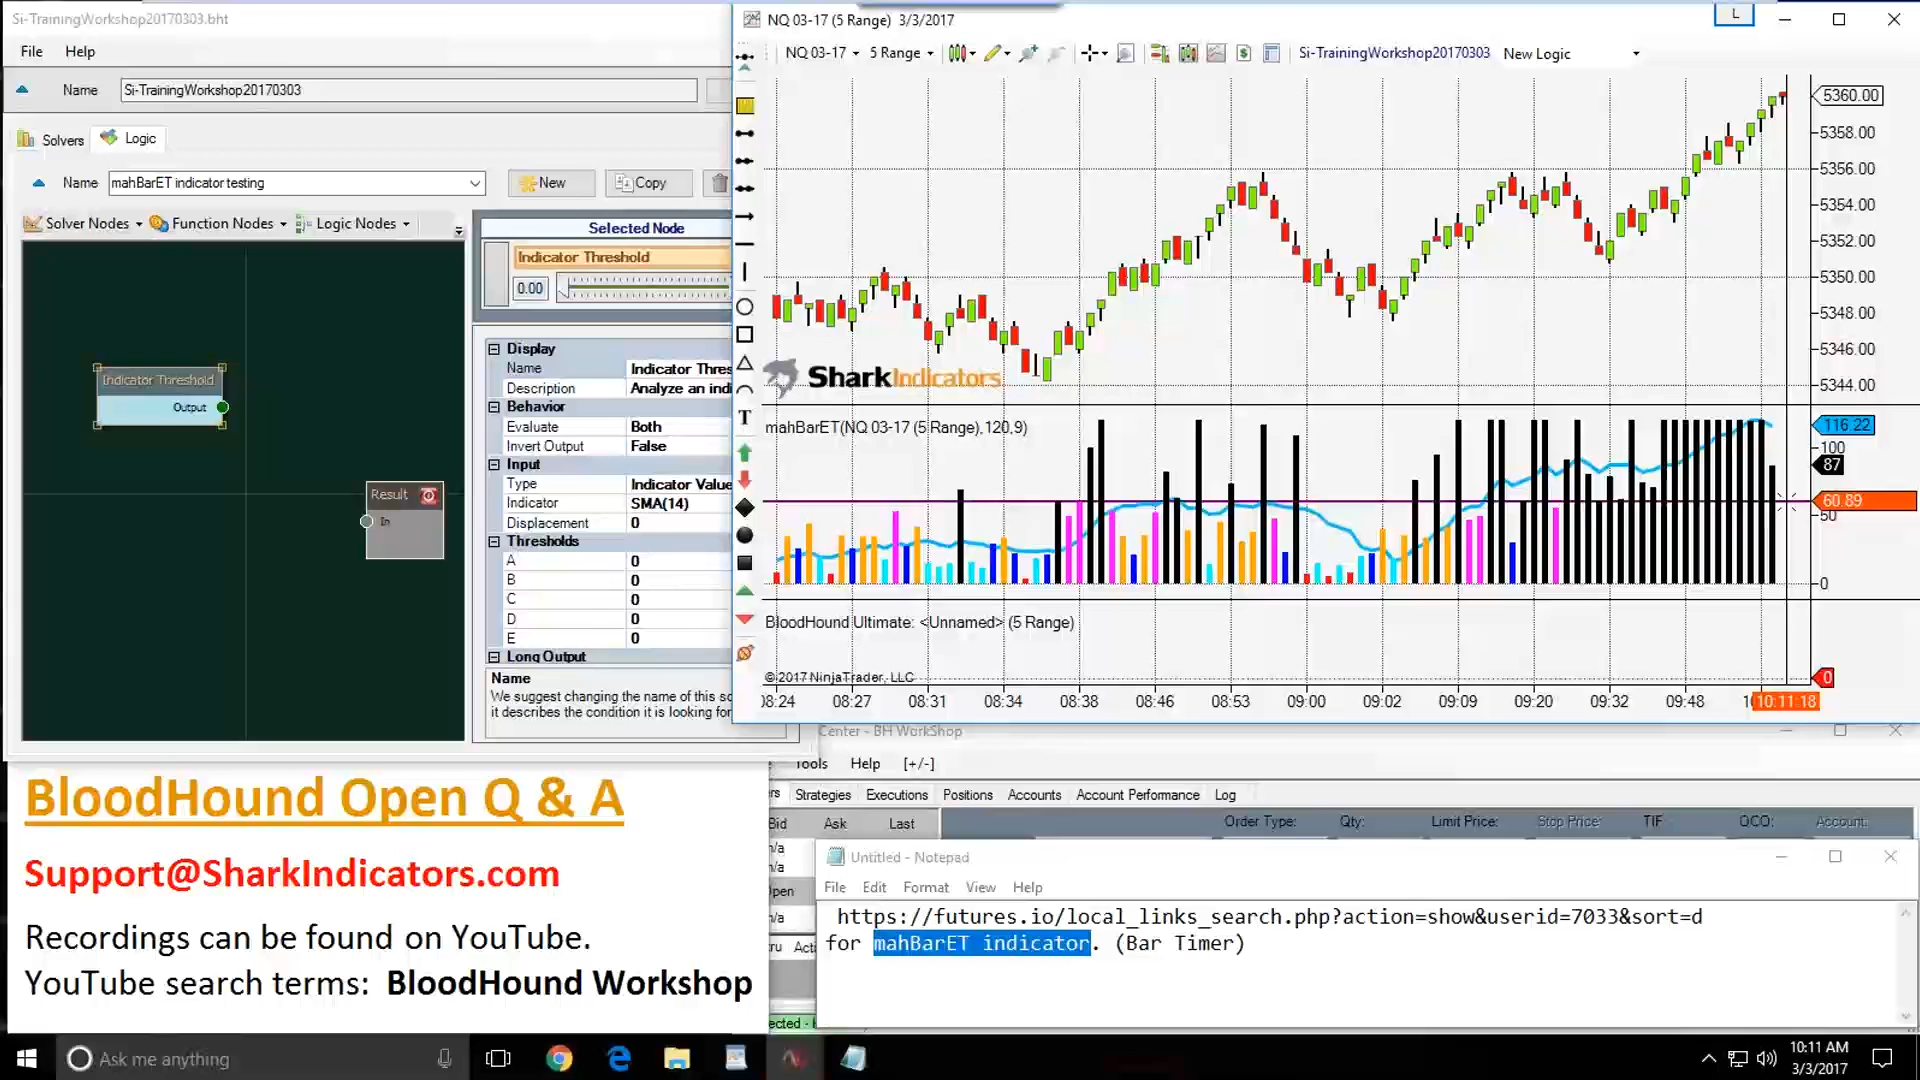 Si-TrainingWorkshop20170303.bht
File Help
Name Si-TrainingWorkshop20170303
Solvers Logic
Name mahBarET indicator testing New Copy
Solver Nodes Function Nodes Logic Nodes
Indicator Threshold
Output
Result
In
Selected Node
Indicator Threshold
0.00
Display
Name Indicator Thres
Description Analyze an indi
Behavior
Evaluate Both
Invert Output False
Input
Type Indicator Value
Indicator SMA(14)
Displacement 0
Thresholds
A 0
B 0
C 0
D 0
E 0
Long Output
Name
We suggest changing the name of this so
it describes the condition it is looking for
NQ 03-17 (5 Range) 3/3/2017
L
NQ 03-17 5 Range Si-TrainingWorkshop20170303 New Logic
T
5360.00
5358.00
5356.00
5354.00
5352.00
5350.00
5348.00
5346.00
5344.00
SharkIndicators
mahBarET(NQ 03-17 (5 Range),120,9)
116.22
100
87
60.89
50
0
BloodHound Ultimate: <Unnamed> (5 Range)
© 2017 NinjaTrader, LLC
0
08:24 08:27 08:31 08:34 08:38 08:46 08:53 09:00 09:02 09:09 09:20 09:32 09:48 10:11:18
Center - BH WorkShop
Tools Help [+/-]
rs Strategies Executions Positions Accounts Account Performance Log
Bid Ask Last Order Type: Qty: Limit Price: Stop Price: TIF OCO: Account:
n/a
n/a
Open
n/a
tru Acti
ected -
Untitled - Notepad
File Edit Format View Help
https://futures.io/local_links_search.php?action=show&userid=7033&sort=d
for mahBarET indicator. (Bar Timer)
BloodHound Open Q & A
Support@SharkIndicators.com
Recordings can be found on YouTube.
YouTube search terms: BloodHound Workshop
Ask me anything
10:11 AM
3/3/2017